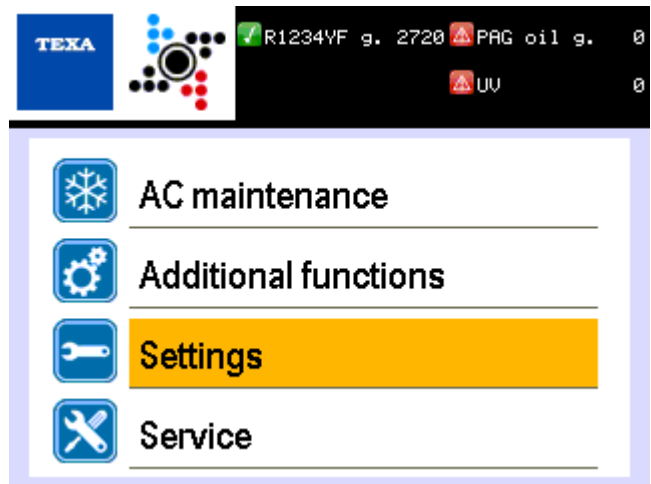 TEXA
R1234YF g. 2720 PAG oil g. 0
UV 0
AC maintenance
Additional functions
Settings
Service